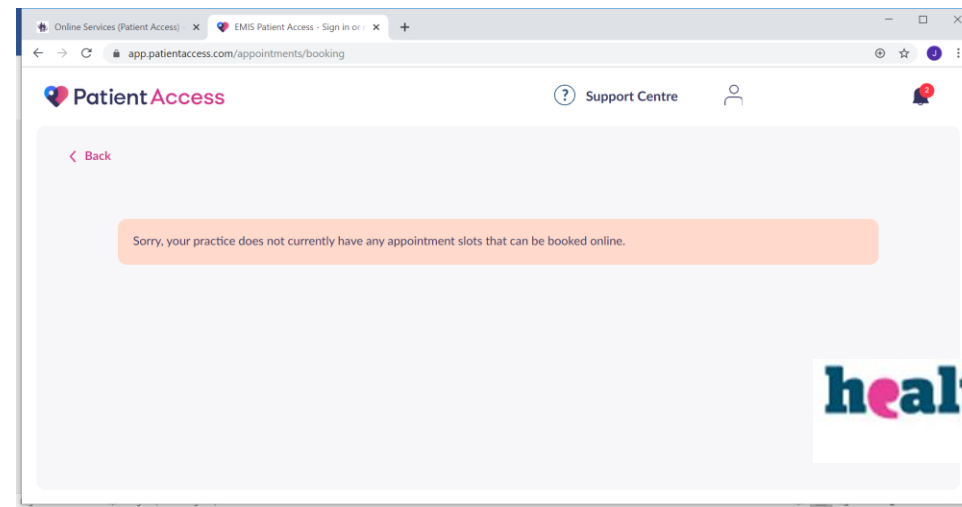 Online Services (Patient Access)
EMIS Patient Access - Sign in or
app.patientaccess.com/appointments/booking
J
Patient Access
? Support Centre
2
Back
Sorry, your practice does not currently have any appointment slots that can be booked online.
heal